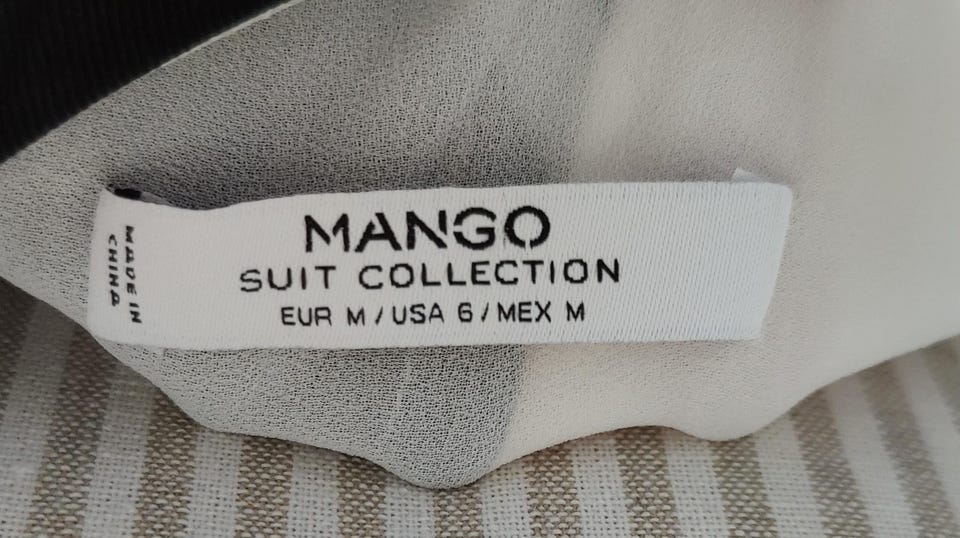 MANGO
SUIT COLLECTION
EUR M / USA 6 / MEX M
MADE IN
CHINA